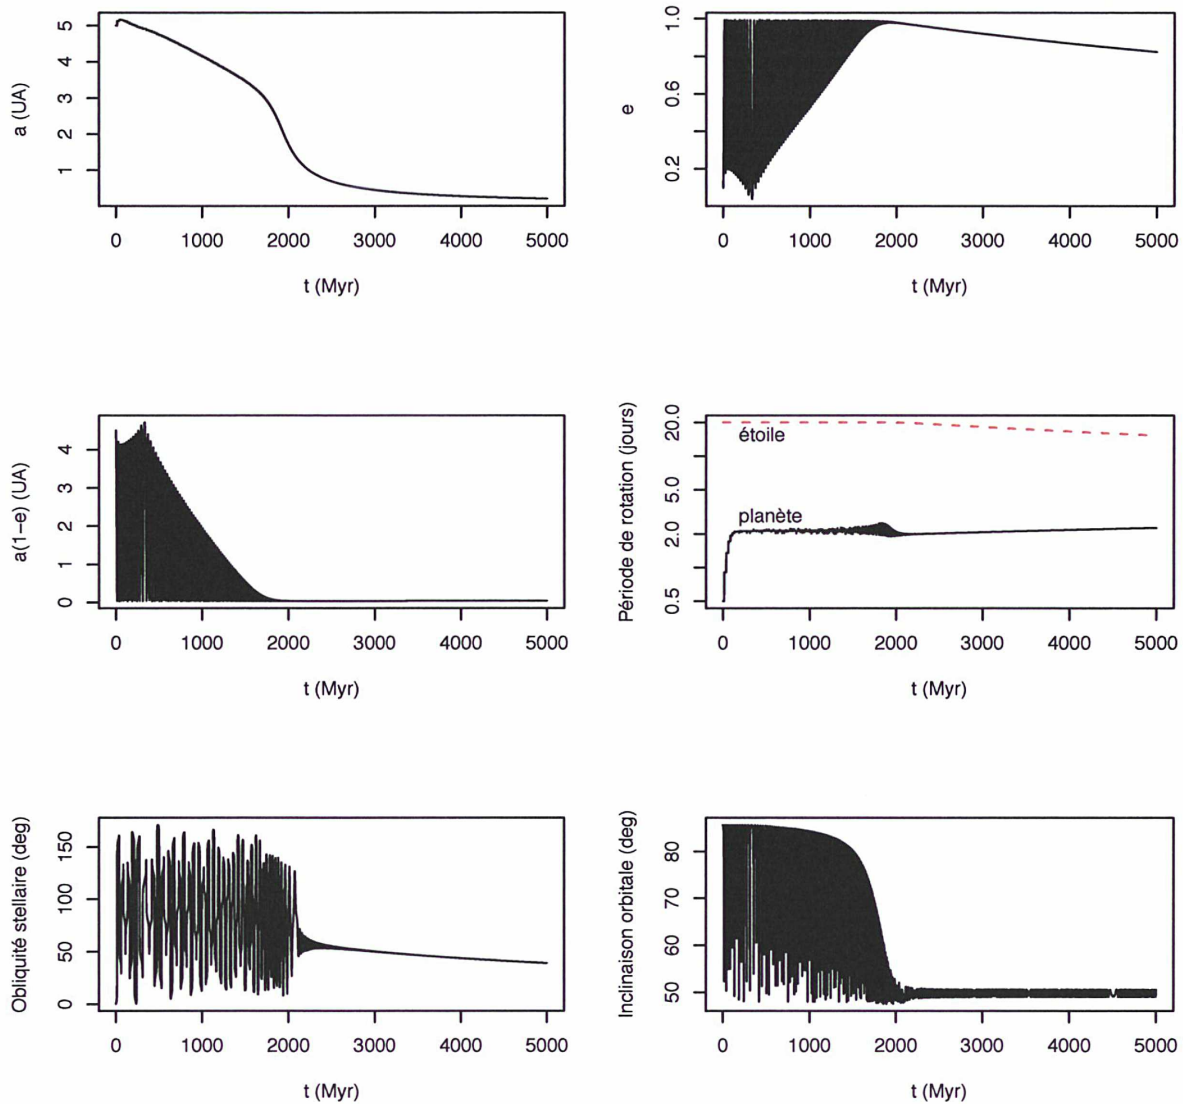 a (UA)
5
4
3
2
1
0 1000 2000 3000 4000 5000
t (Myr)
e
1.0
0.6
0.2
0 1000 2000 3000 4000 5000
t (Myr)
a(1−e) (UA)
4
3
2
1
0
0 1000 2000 3000 4000 5000
t (Myr)
Période de rotation (jours)
20.0
5.0
2.0
0.5
étoile
planète
0 1000 2000 3000 4000 5000
t (Myr)
Obliquité stellaire (deg)
150
100
50
0
0 1000 2000 3000 4000 5000
t (Myr)
Inclinaison orbitale (deg)
80
70
60
50
0 1000 2000 3000 4000 5000
t (Myr)